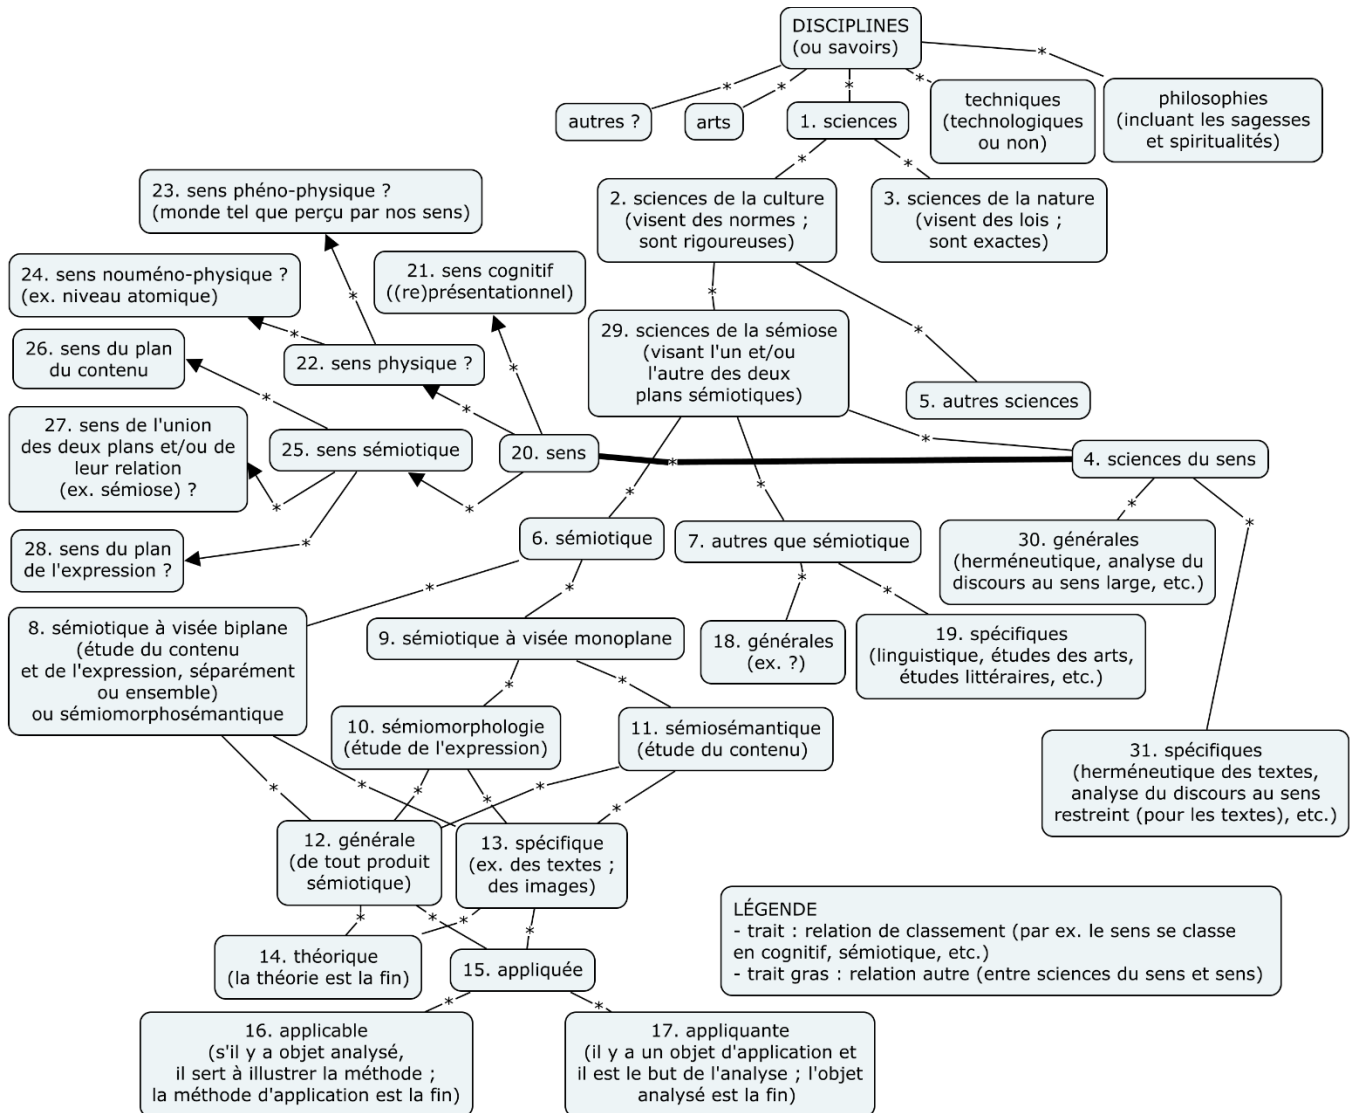 DISCIPLINES
(ou savoirs)
autres ?
arts
1. sciences
techniques
(technologiques
ou non)
philosophies
(incluant les sagesses
et spiritualités)
23. sens phéno-physique ?
(monde tel que perçu par nos sens)
2. sciences de la culture
(visent des normes ;
sont rigoureuses)
3. sciences de la nature
(visent des lois ;
sont exactes)
24. sens nouméno-physique ?
(ex. niveau atomique)
21. sens cognitif
((re)présentationnel)
26. sens du plan
du contenu
22. sens physique ?
29. sciences de la sémiose
(visant l'un et/ou
l'autre des deux
plans sémiotiques)
5. autres sciences
27. sens de l'union
des deux plans et/ou de
leur relation
(ex. sémiose) ?
25. sens sémiotique
20. sens
4. sciences du sens
28. sens du plan
de l'expression ?
6. sémiotique
7. autres que sémiotique
30. générales
(herméneutique, analyse du
discours au sens large, etc.)
8. sémiotique à visée biplane
(étude du contenu
et de l'expression, séparément
ou ensemble)
ou sémiomorphosémantique
9. sémiotique à visée monoplane
18. générales
(ex. ?)
19. spécifiques
(linguistique, études des arts,
études littéraires, etc.)
10. sémiomorphologie
(étude de l'expression)
11. sémiosémantique
(étude du contenu)
31. spécifiques
(herméneutique des textes,
analyse du discours au sens
restreint (pour les textes), etc.)
12. générale
(de tout produit
sémiotique)
13. spécifique
(ex. des textes ;
des images)
14. théorique
(la théorie est la fin)
15. appliquée
LÉGENDE
- trait : relation de classement (par ex. le sens se classe
en cognitif, sémiotique, etc.)
- trait gras : relation autre (entre sciences du sens et sens)
16. applicable
(s'il y a objet analysé,
il sert à illustrer la méthode ;
la méthode d'application est la fin)
17. appliquante
(il y a un objet d'application et
il est le but de l'analyse ; l'objet
analysé est la fin)